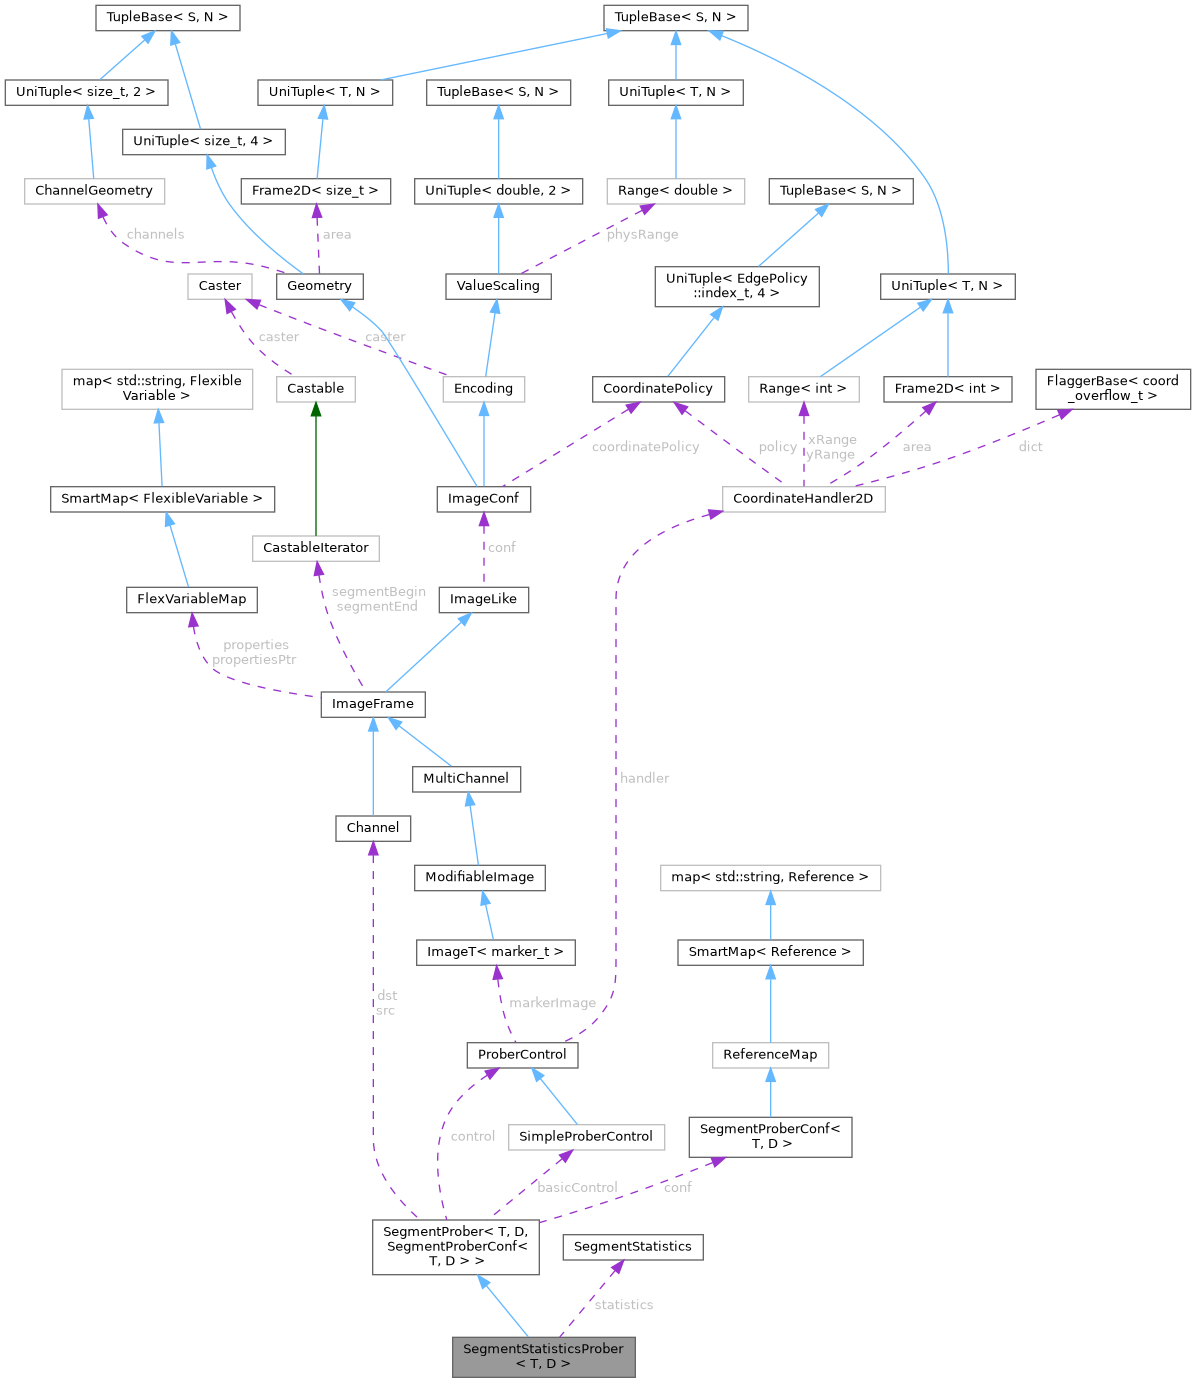 TupleBase< S, N >
TupleBase< S, N >
UniTuple< size_t, 2 >
UniTuple< T, N >
TupleBase< S, N >
UniTuple< T, N >
UniTuple< size_t, 4 >
ChannelGeometry
Frame2D< size_t >
UniTuple< double, 2 >
Range< double >
TupleBase< S, N >
channels
area
physRange
Caster
Geometry
ValueScaling
UniTuple< EdgePolicy
::index_t, 4 >
UniTuple< T, N >
caster
caster
map< std::string, Flexible
Variable >
Castable
Encoding
CoordinatePolicy
Range< int >
Frame2D< int >
FlaggerBase< coord
_overflow_t >
coordinatePolicy
policy
xRange
yRange
area
dict
SmartMap< FlexibleVariable >
ImageConf
CoordinateHandler2D
CastableIterator
conf
FlexVariableMap
segmentBegin
segmentEnd
ImageLike
properties
propertiesPtr
ImageFrame
MultiChannel
handler
Channel
ModifiableImage
map< std::string, Reference >
ImageT< marker_t >
SmartMap< Reference >
dst
src
markerImage
ProberControl
ReferenceMap
control
SimpleProberControl
SegmentProberConf<
T, D >
basicControl
conf
SegmentProber< T, D,
SegmentProberConf<
T, D > >
SegmentStatistics
statistics
SegmentStatisticsProber
< T, D >